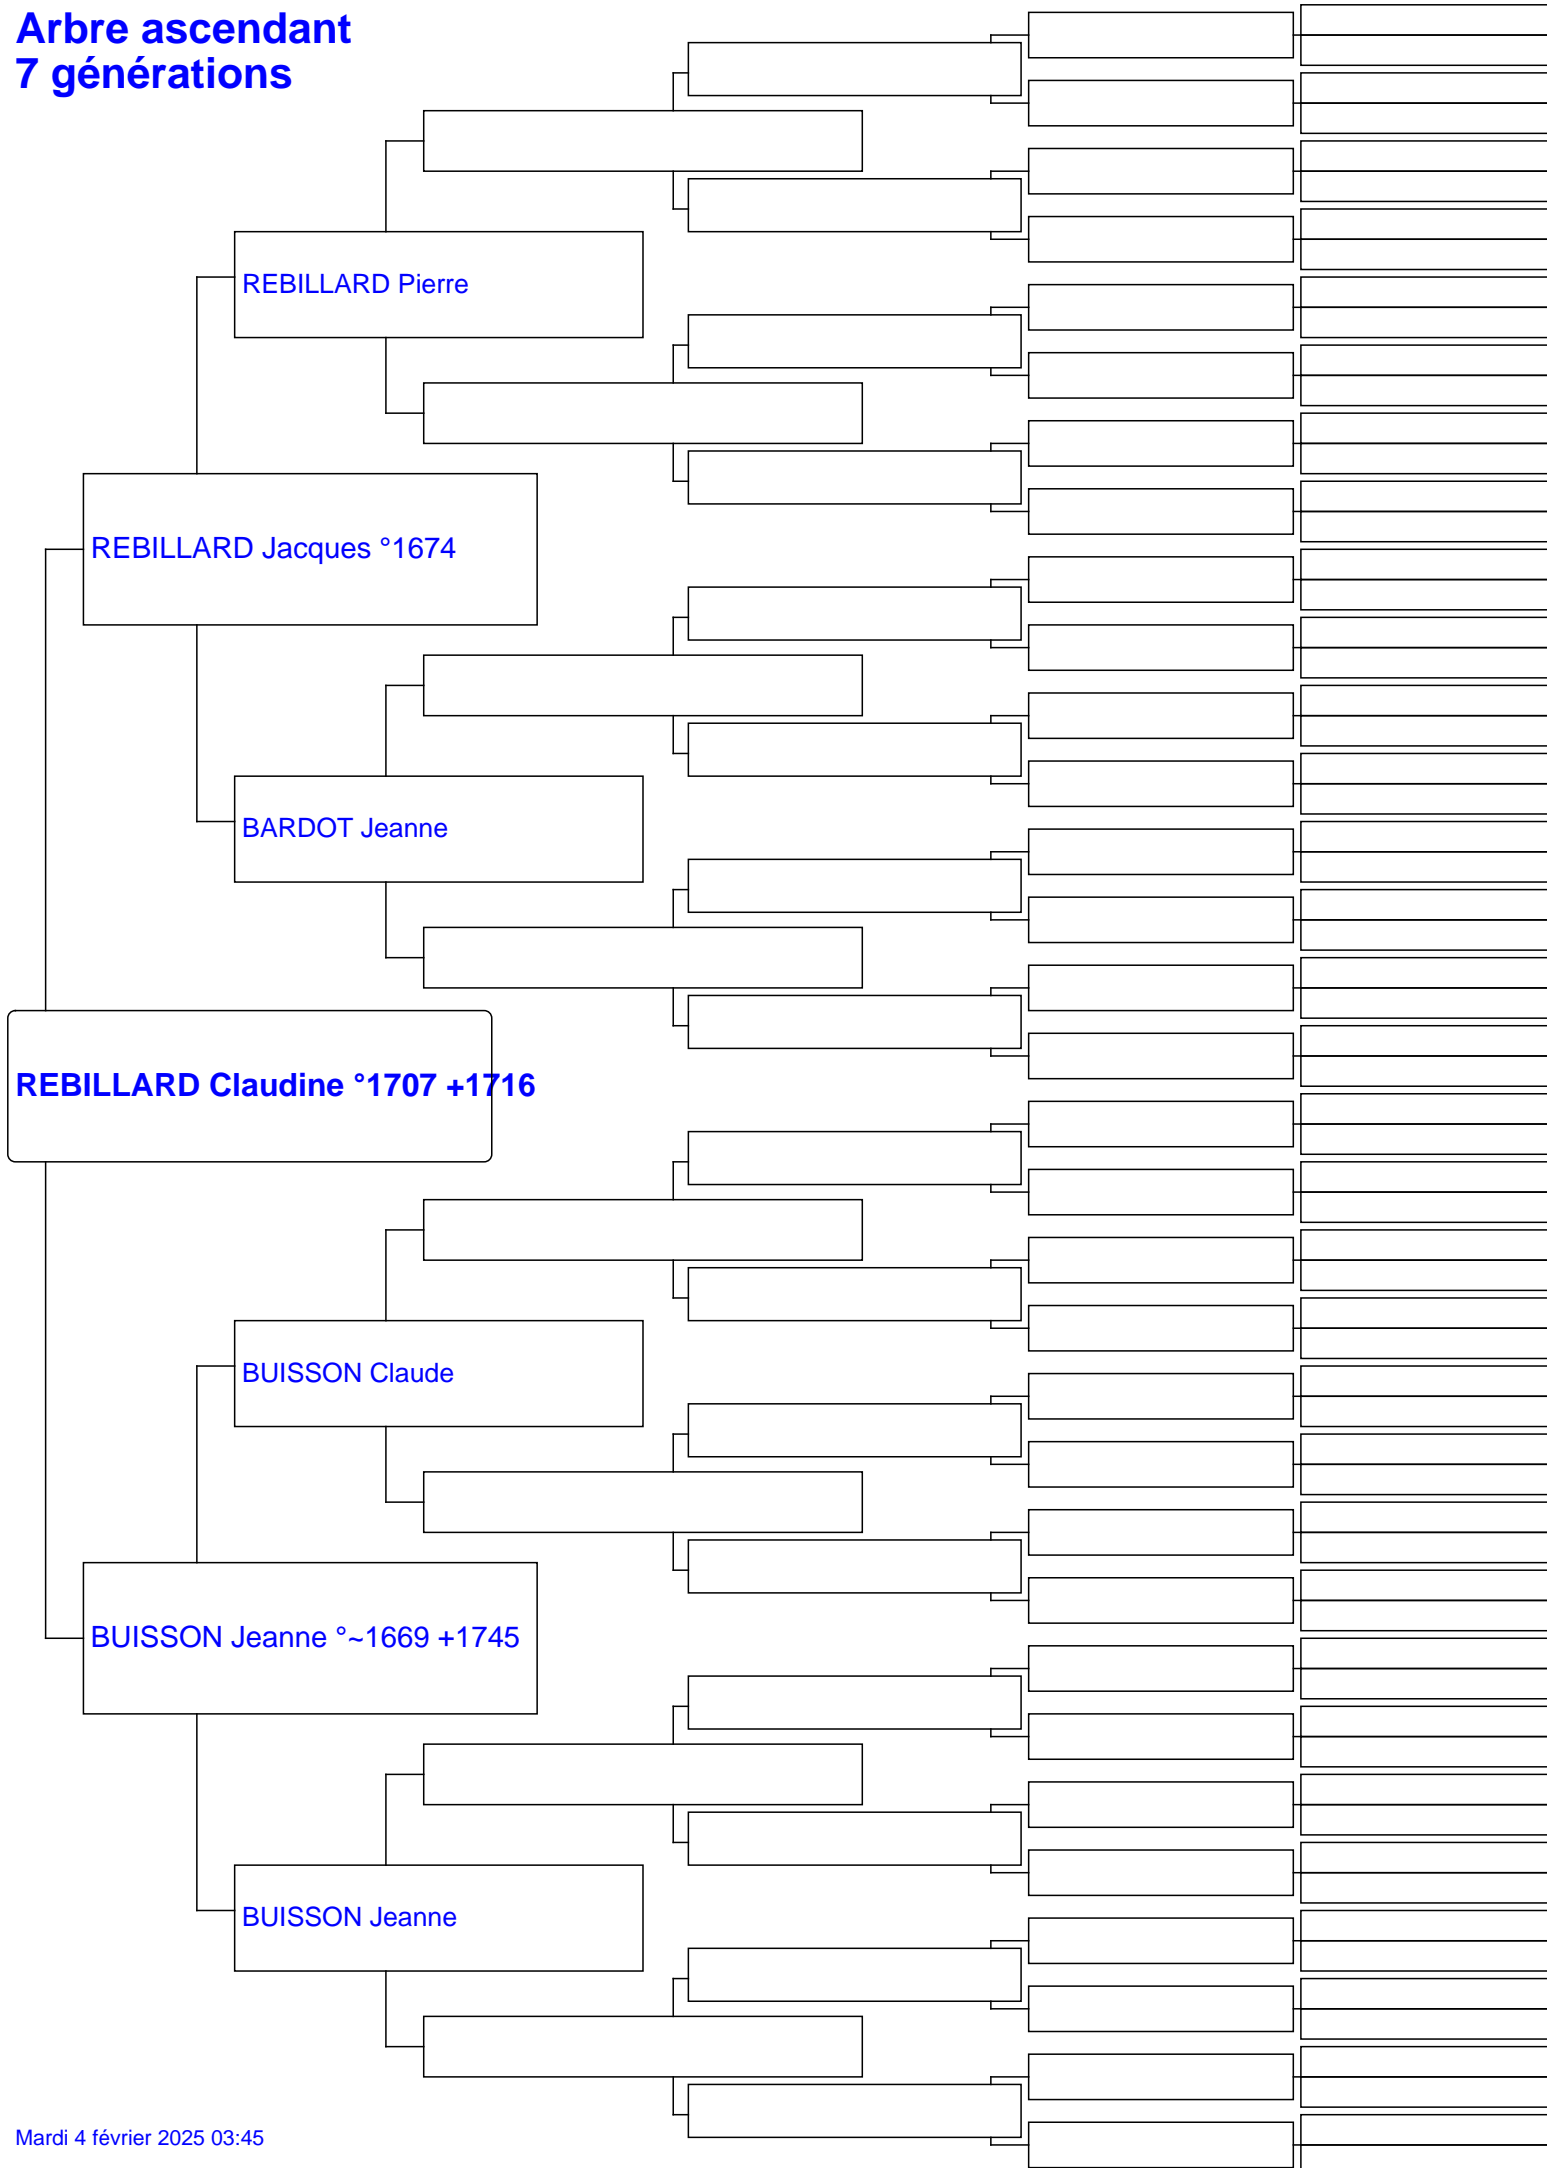 Arbre ascendant
7 générations
REBILLARD Pierre
REBILLARD Jacques °1674
BARDOT Jeanne
REBILLARD Claudine °1707 +1716
BUISSON Claude
BUISSON Jeanne °~1669 +1745
BUISSON Jeanne
Mardi 4 février 2025 03:45